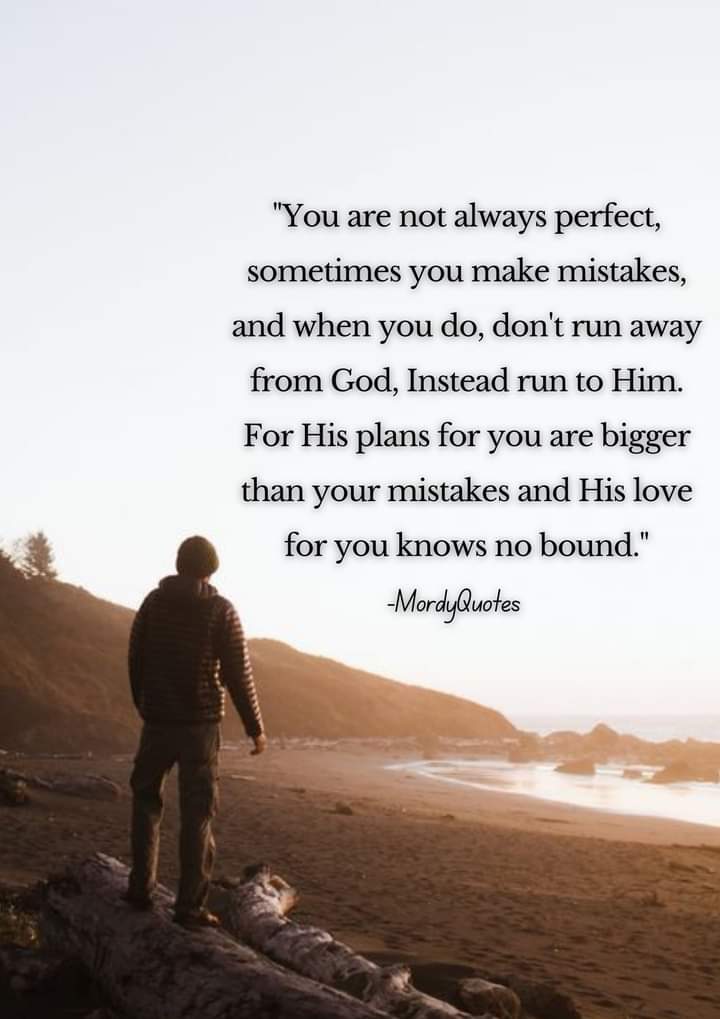 "You are not always perfect,
sometimes you make mistakes,
and when you do, don't run away
from God, Instead run to Him.
For His plans for you are bigger
than your mistakes and His love
for you knows no bound."
-MordyQuotes